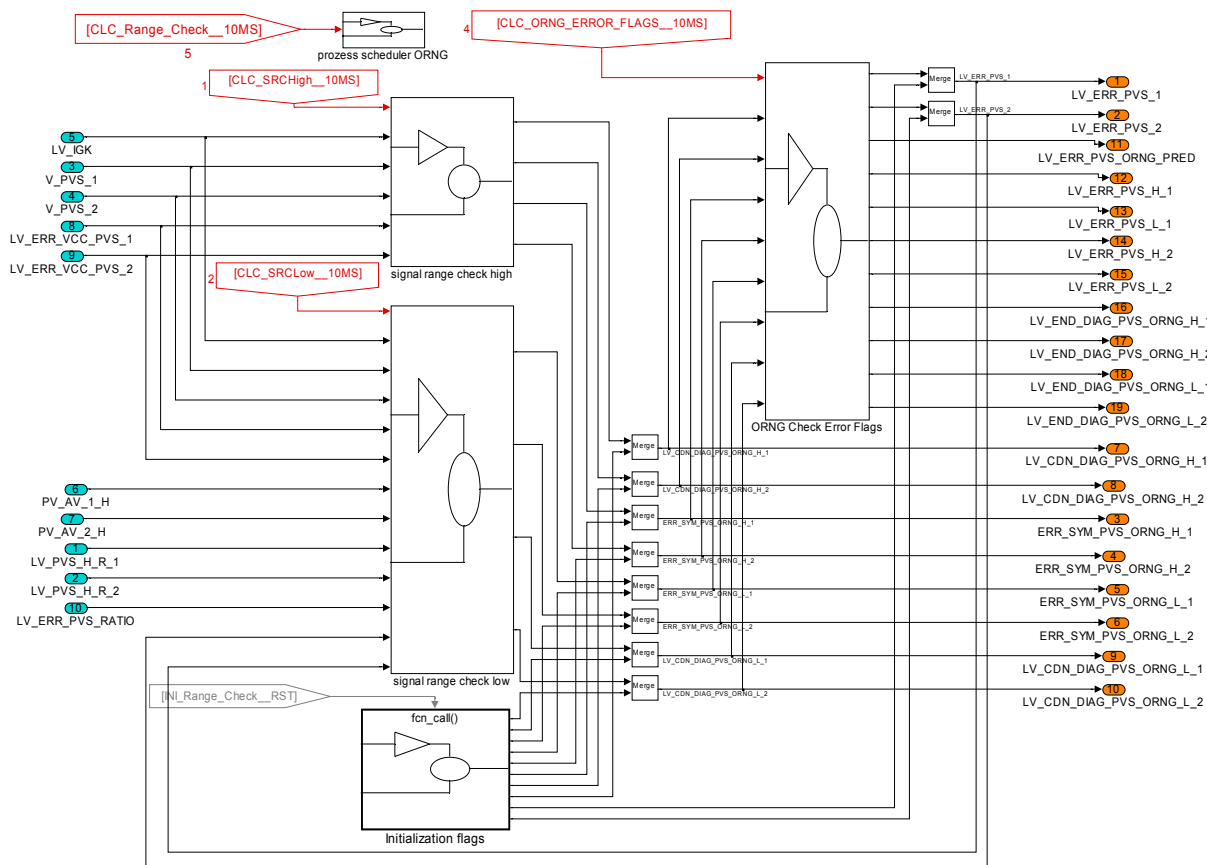 [CLC_Range_Check__10MS]
5
prozess scheduler ORNG
[CLC_ORNG_ERROR_FLAGS__10MS]
4
[CLC_SRCHigh__10MS]
1
signal range check high
[CLC_SRCLow__10MS]
2
signal range check low
5
LV_IGK
3
V_PVS_1
4
V_PVS_2
8
LV_ERR_VCC_PVS_1
9
LV_ERR_VCC_PVS_2
6
PV_AV_1_H
7
PV_AV_2_H
1
LV_PVS_H_R_1
2
LV_PVS_H_R_2
10
LV_ERR_PVS_RATIO
[INI_Range_Check__RST]
fcn_call()
Initialization flags
ORNG Check Error Flags
Merge
LV_ERR_PVS_1
Merge
LV_ERR_PVS_2
Merge
LV_CDN_DIAG_PVS_ORNG_H_1
Merge
LV_CDN_DIAG_PVS_ORNG_H_2
Merge
ERR_SYM_PVS_ORNG_H_1
Merge
ERR_SYM_PVS_ORNG_H_2
Merge
ERR_SYM_PVS_ORNG_L_1
Merge
ERR_SYM_PVS_ORNG_L_2
Merge
LV_CDN_DIAG_PVS_ORNG_L_1
Merge
LV_CDN_DIAG_PVS_ORNG_L_2
1
LV_ERR_PVS_1
2
LV_ERR_PVS_2
11
LV_ERR_PVS_ORNG_PRED
12
LV_ERR_PVS_H_1
13
LV_ERR_PVS_L_1
14
LV_ERR_PVS_H_2
15
LV_ERR_PVS_L_2
16
LV_END_DIAG_PVS_ORNG_H_1
17
LV_END_DIAG_PVS_ORNG_H_2
18
LV_END_DIAG_PVS_ORNG_L_1
19
LV_END_DIAG_PVS_ORNG_L_2
7
LV_CDN_DIAG_PVS_ORNG_H_1
8
LV_CDN_DIAG_PVS_ORNG_H_2
3
ERR_SYM_PVS_ORNG_H_1
4
ERR_SYM_PVS_ORNG_H_2
5
ERR_SYM_PVS_ORNG_L_1
6
ERR_SYM_PVS_ORNG_L_2
9
LV_CDN_DIAG_PVS_ORNG_L_1
10
LV_CDN_DIAG_PVS_ORNG_L_2